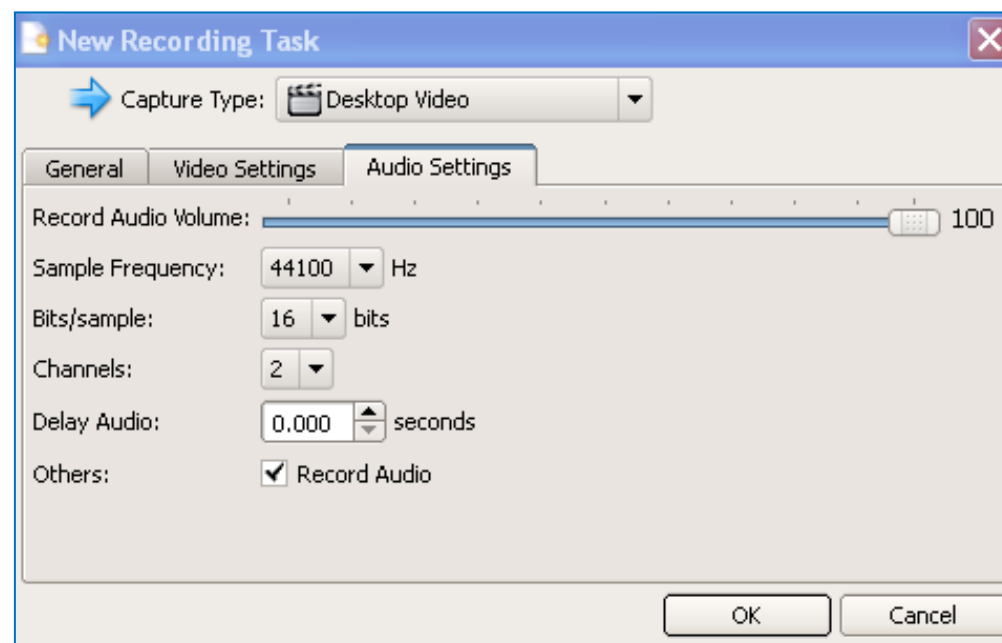 New Recording Task
Capture Type: Desktop Video
General Video Settings Audio Settings
Record Audio Volume: 100
Sample Frequency: 44100 Hz
Bits/sample: 16 bits
Channels: 2
Delay Audio: 0.000 seconds
Others: Record Audio
OK Cancel